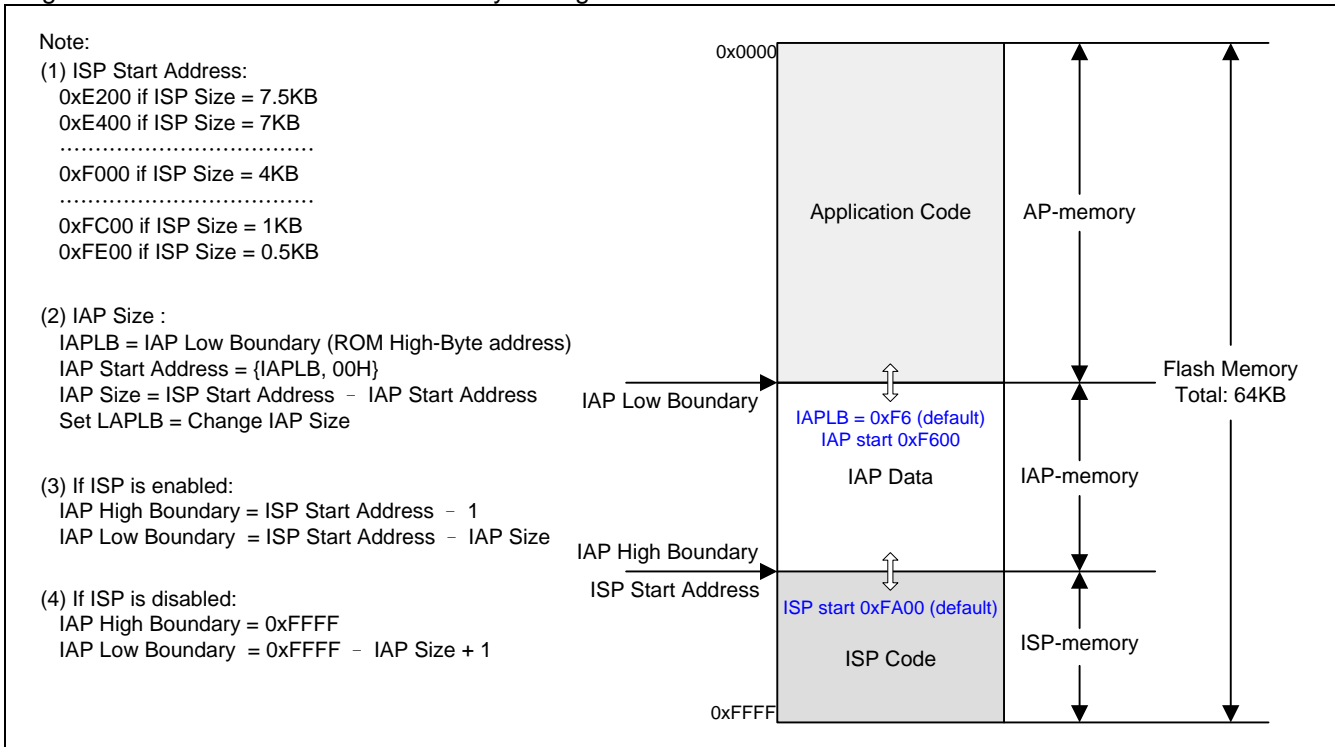 Note:
(1) ISP Start Address:
0xE200 if ISP Size = 7.5KB
0xE400 if ISP Size = 7KB
....................................
0xF000 if ISP Size = 4KB
....................................
0xFC00 if ISP Size = 1KB
0xFE00 if ISP Size = 0.5KB
(2) IAP Size :
IAPLB = IAP Low Boundary (ROM High-Byte address)
IAP Start Address = {IAPLB, 00H}
IAP Size = ISP Start Address – IAP Start Address
Set LAPLB = Change IAP Size
(3) If ISP is enabled:
IAP High Boundary = ISP Start Address – 1
IAP Low Boundary = ISP Start Address – IAP Size
(4) If ISP is disabled:
IAP High Boundary = 0xFFFF
IAP Low Boundary = 0xFFFF – IAP Size + 1
0x0000
Application Code
AP-memory
IAP Low Boundary
IAPLB = 0xF6 (default)
IAP start 0xF600
IAP Data
IAP-memory
Flash Memory
Total: 64KB
IAP High Boundary
ISP Start Address
ISP start 0xFA00 (default)
ISP Code
ISP-memory
0xFFFF